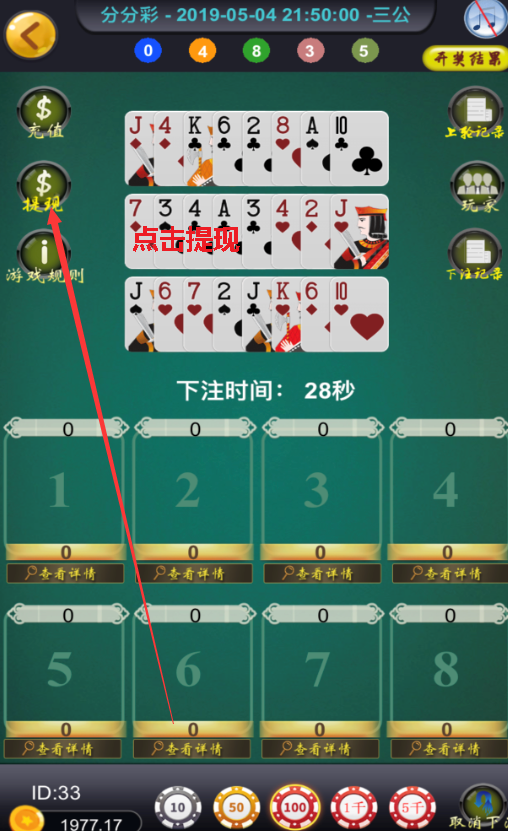 分分彩 - 2019-05-04 21:50:00 -三公
0 4 8 3 5
开奖结果
充值
上轮记录
J 4 K 6 2 8 A 10
提现
玩家
7 3 4 A 3 4 2 J
点击提现
游戏规则
下注记录
J 6 7 2 J K 6 10
下注时间： 28秒
0 0 0 0
1 2 3 4
0 0 0 0
查看详情 查看详情 查看详情 查看详情
0 0 0 0
5 6 7 8
0 0 0 0
查看详情 查看详情 查看详情 查看详情
ID:33
1977.17
10 50 100 1千 5千
取消下